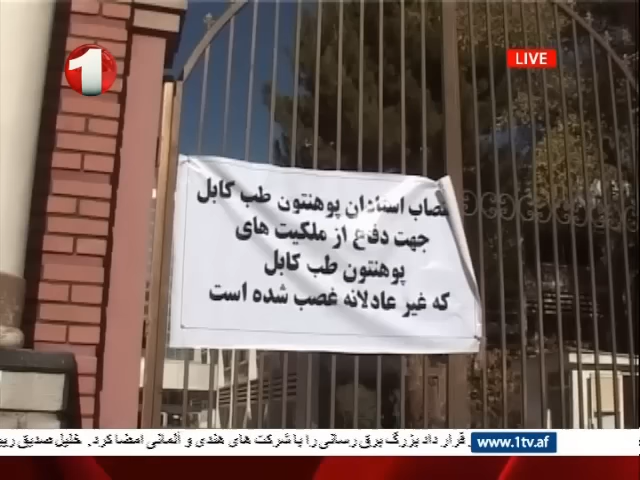 1
LIVE
استادان پوهنتون طب کابل
جهت دفاع از ملکیت های
پوهنتون طب کابل
که غیر عادلانه غصب شده است
قرار داد بزرگ برق رسانی را با شرکت های هندی و آلمانی امضا کرد. خلیل صدیق
www.1tv.af